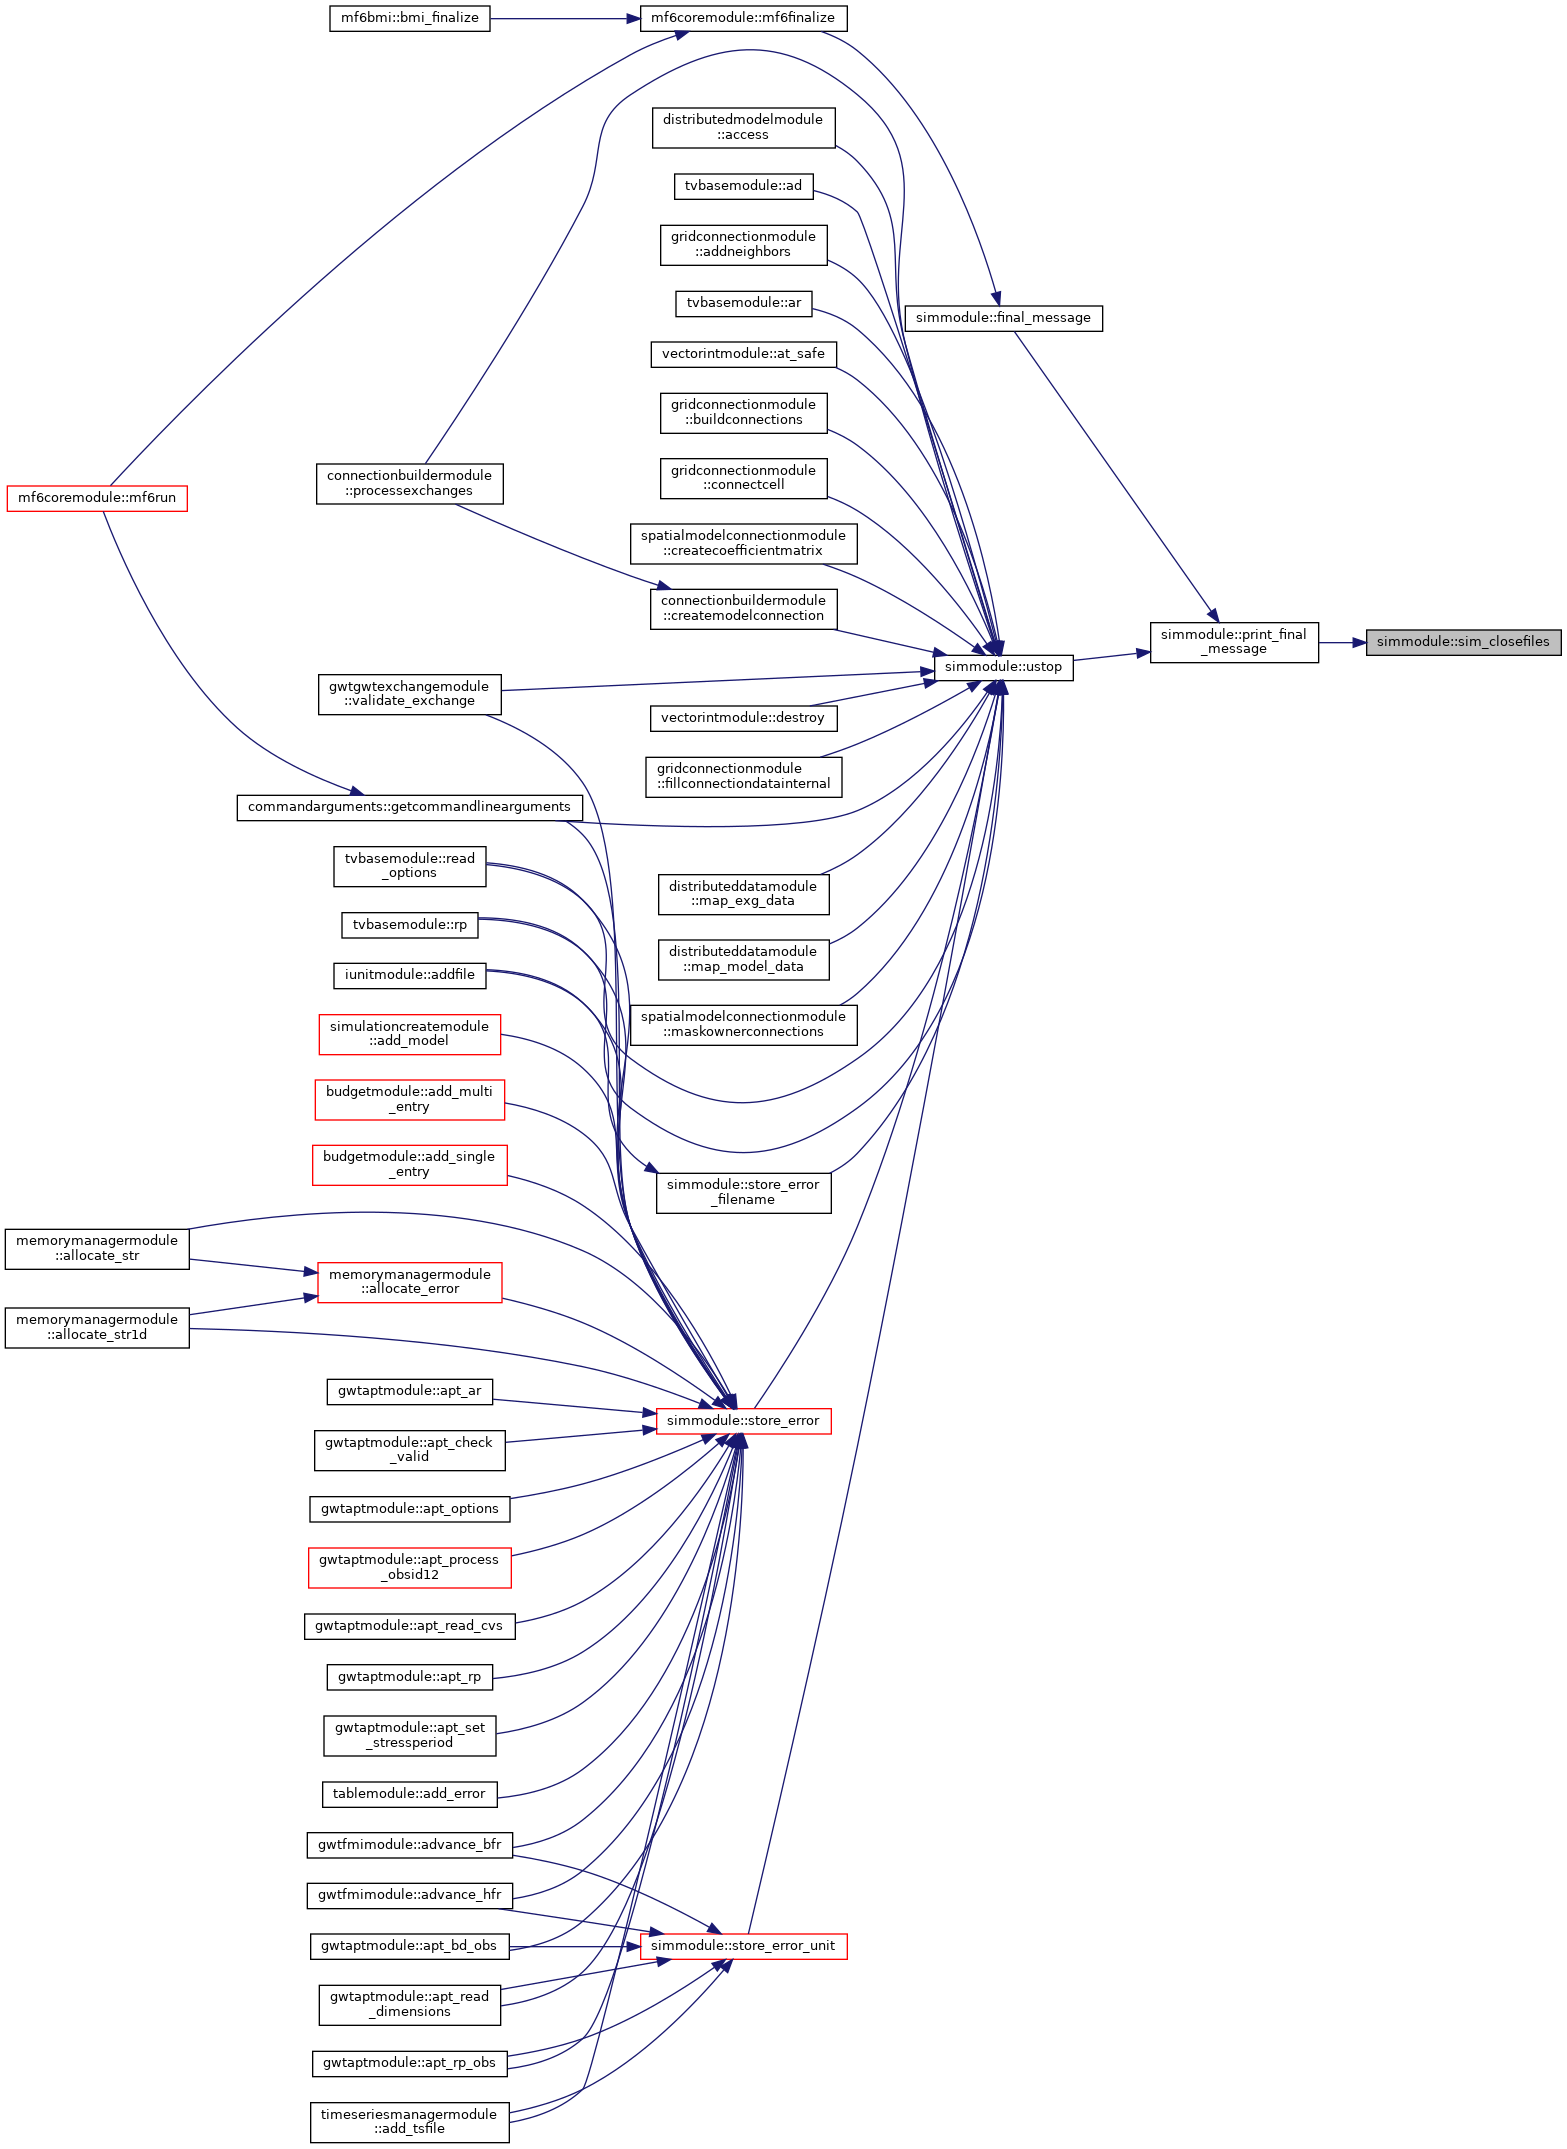 mf6bmi::bmi_finalize
mf6coremodule::mf6finalize
distributedmodelmodule
::access
tvbasemodule::ad
gridconnectionmodule
::addneighbors
tvbasemodule::ar
simmodule::final_message
vectorintmodule::at_safe
gridconnectionmodule
::buildconnections
gridconnectionmodule
::connectcell
connectionbuildermodule
::processexchanges
mf6coremodule::mf6run
spatialmodelconnectionmodule
::createcoefficientmatrix
connectionbuildermodule
::createmodelconnection
simmodule::print_final
_message
simmodule::sim_closefiles
simmodule::ustop
gwtgwtexchangemodule
::validate_exchange
vectorintmodule::destroy
gridconnectionmodule
::fillconnectiondatainternal
commandarguments::getcommandlinearguments
tvbasemodule::read
_options
distributeddatamodule
::map_exg_data
tvbasemodule::rp
distributeddatamodule
::map_model_data
iunitmodule::addfile
spatialmodelconnectionmodule
::maskownerconnections
simulationcreatemodule
::add_model
budgetmodule::add_multi
_entry
budgetmodule::add_single
_entry
simmodule::store_error
_filename
memorymanagermodule
::allocate_str
memorymanagermodule
::allocate_error
memorymanagermodule
::allocate_str1d
gwtaptmodule::apt_ar
simmodule::store_error
gwtaptmodule::apt_check
_valid
gwtaptmodule::apt_options
gwtaptmodule::apt_process
_obsid12
gwtaptmodule::apt_read_cvs
gwtaptmodule::apt_rp
gwtaptmodule::apt_set
_stressperiod
tablemodule::add_error
gwtfmimodule::advance_bfr
gwtfmimodule::advance_hfr
gwtaptmodule::apt_bd_obs
simmodule::store_error_unit
gwtaptmodule::apt_read
_dimensions
gwtaptmodule::apt_rp_obs
timeseriesmanagermodule
::add_tsfile